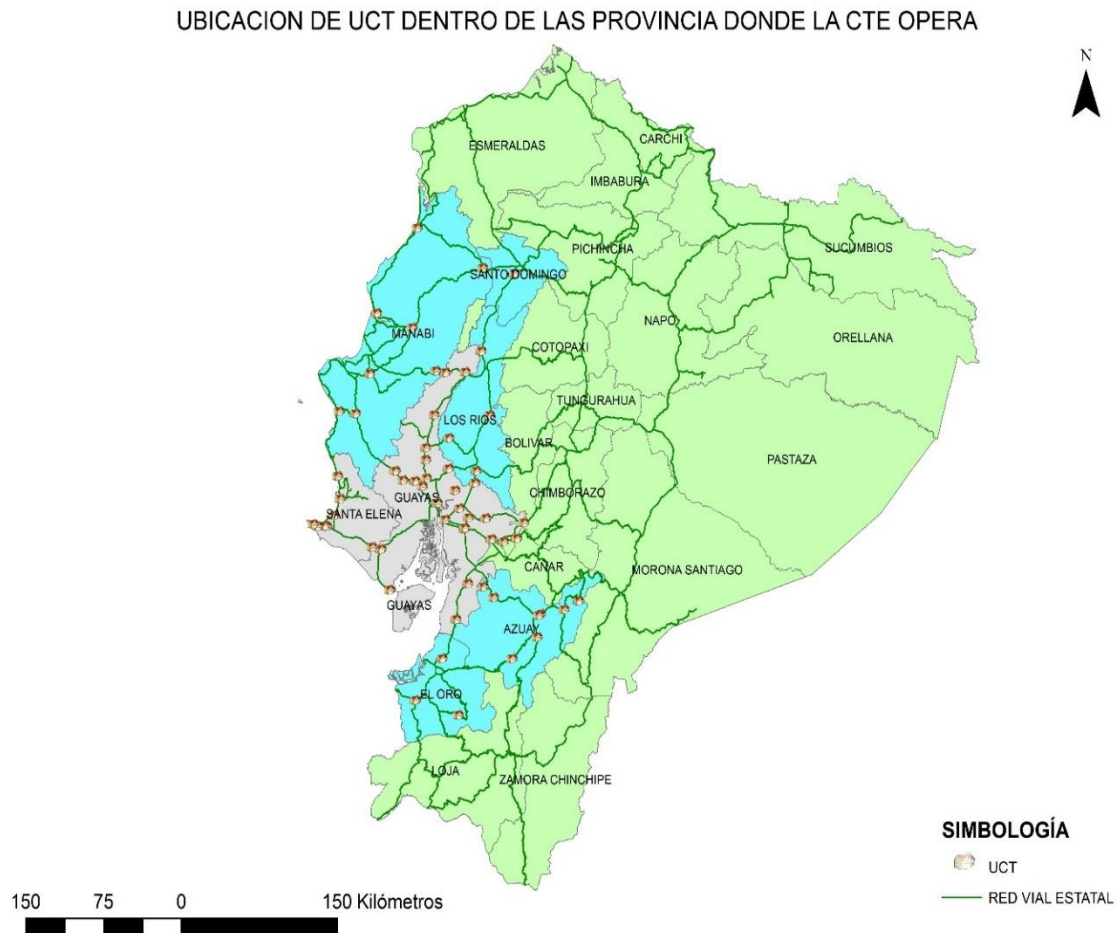 UBICACION DE UCT DENTRO DE LAS PROVINCIA DONDE LA CTE OPERA
N
CARCHI
ESMERALDAS
IMBABURA
PICHINCHA
SUCUMBIOS
SANTO DOMINGO
NAPO
MANABI
ORELLANA
COTOPAXI
TUNGURAHUA
LOS RIOS
BOLIVAR
PASTAZA
CHIMBORAZO
GUAYAS
SANTA ELENA
CAÑAR
MORONA SANTIAGO
GUAYAS
AZUAY
EL ORO
LOJA
ZAMORA CHINCHIPE
SIMBOLOGÍA
UCT
RED VIAL ESTATAL
150 75 0 150 Kilómetros